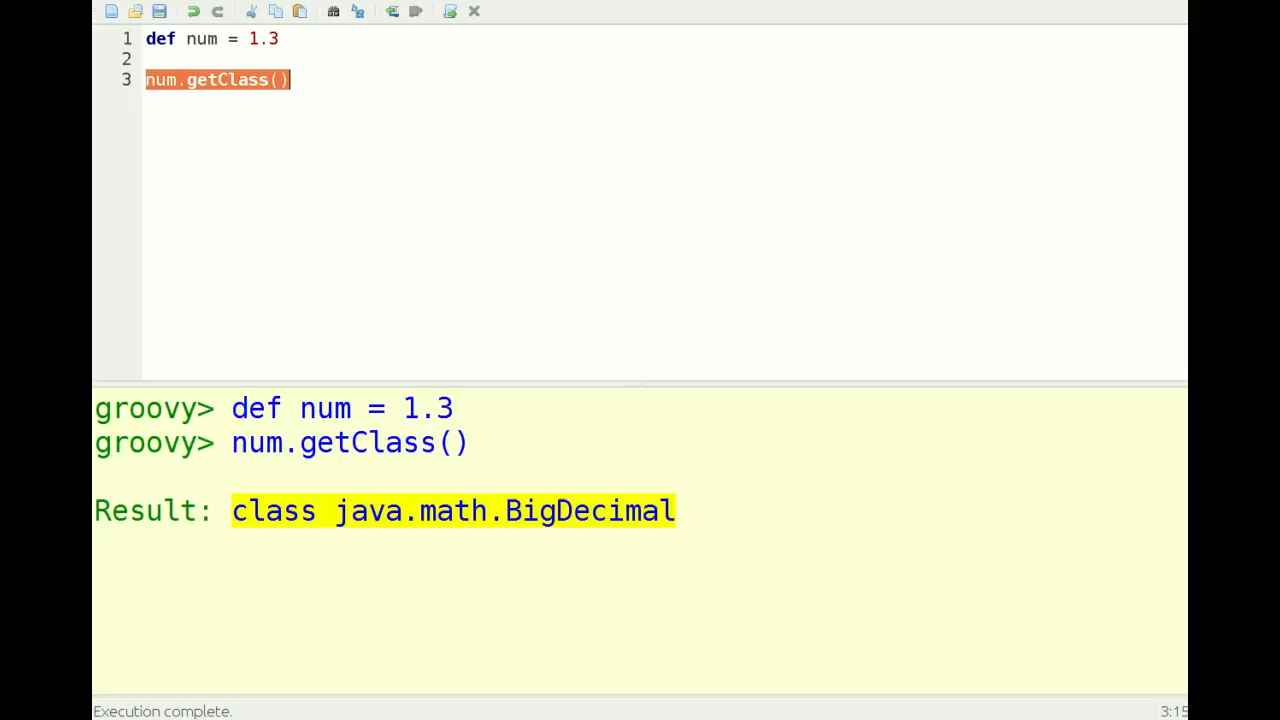 1 def num = 1.3
2
3 num.getClass()
groovy> def num = 1.3
groovy> num.getClass()
Result: class java.math.BigDecimal
Execution complete. 3:15